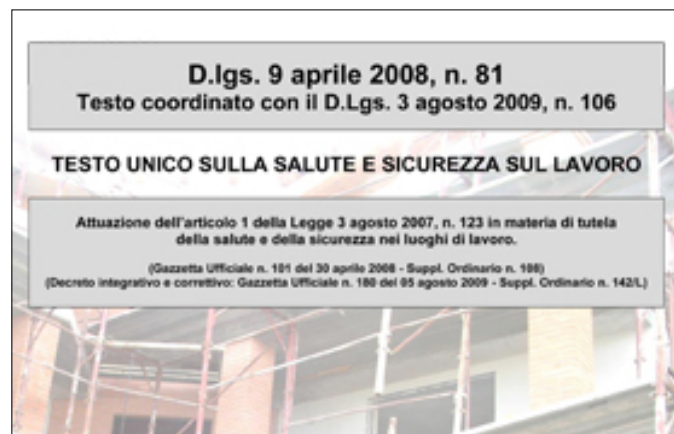 D.lgs. 9 aprile 2008, n. 81
Testo coordinato con il D.Lgs. 3 agosto 2009, n. 106
TESTO UNICO SULLA SALUTE E SICUREZZA SUL LAVORO
Attuazione dell'articolo 1 della Legge 3 agosto 2007, n. 123 in materia di tutela
della salute e della sicurezza nei luoghi di lavoro.
(Gazzetta Ufficiale n. 101 del 30 aprile 2008 - Suppl. Ordinario n. 108)
(Decreto integrativo e correttivo: Gazzetta Ufficiale n. 180 del 05 agosto 2009 - Suppl. Ordinario n. 142/L)